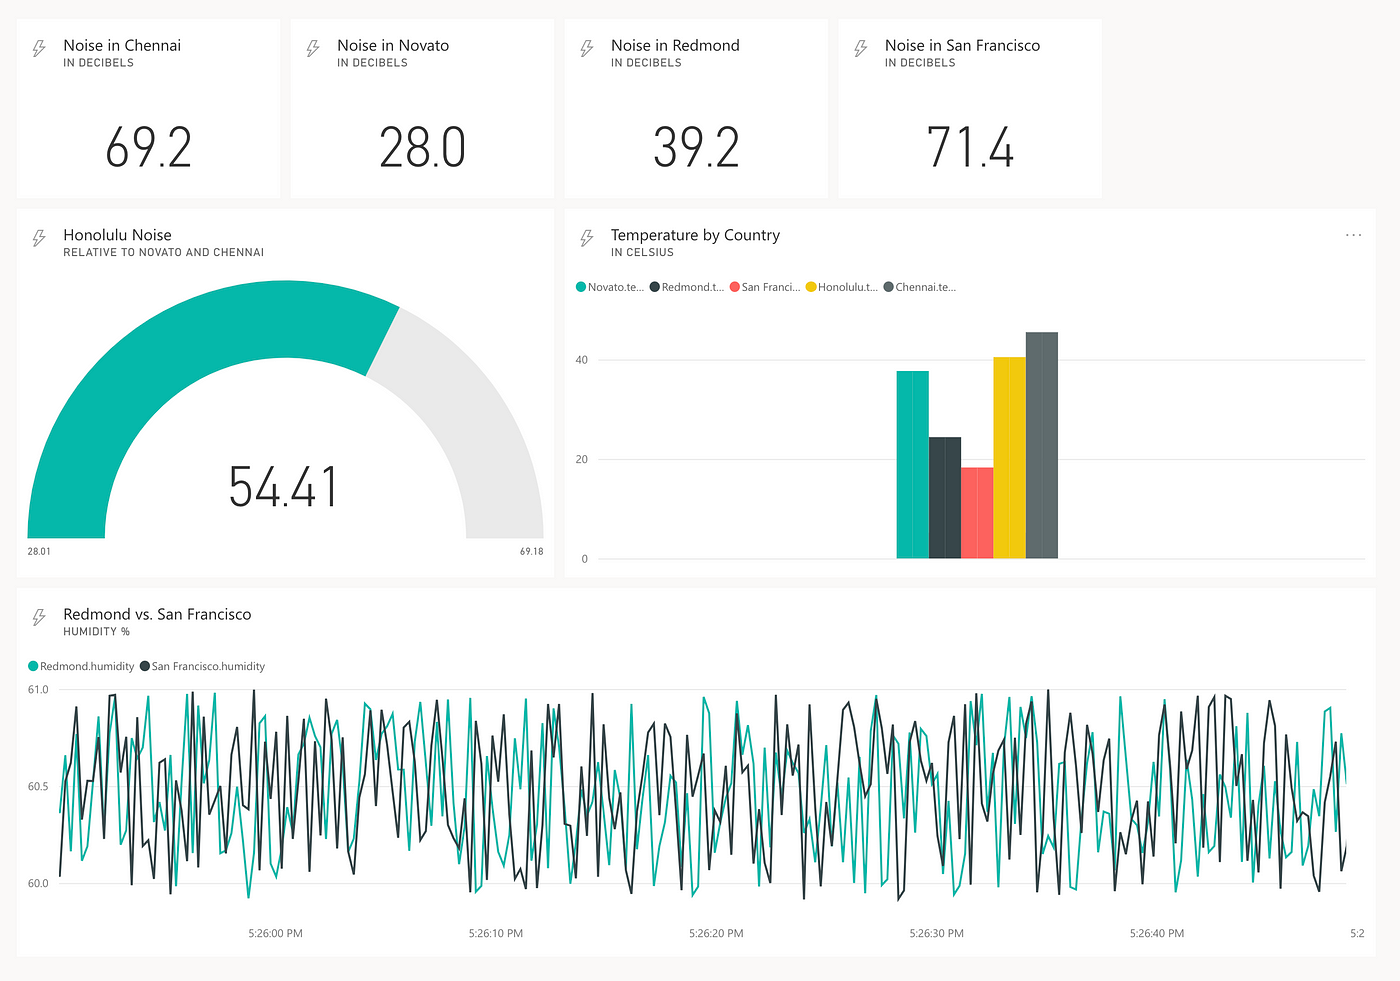 Noise in Chennai
IN DECIBELS
69.2
Noise in Novato
IN DECIBELS
28.0
Noise in Redmond
IN DECIBELS
39.2
Noise in San Francisco
IN DECIBELS
71.4
Honolulu Noise
RELATIVE TO NOVATO AND CHENNAI
54.41
28.01
69.18
Temperature by Country
IN CELSIUS
...
Novato.te... Redmond.t... San Franci... Honolulu.t... Chennai.te...
40
20
0
Redmond vs. San Francisco
HUMIDITY %
Redmond.humidity San Francisco.humidity
61.0
60.5
60.0
5:26:00 PM 5:26:10 PM 5:26:20 PM 5:26:30 PM 5:26:40 PM 5:2